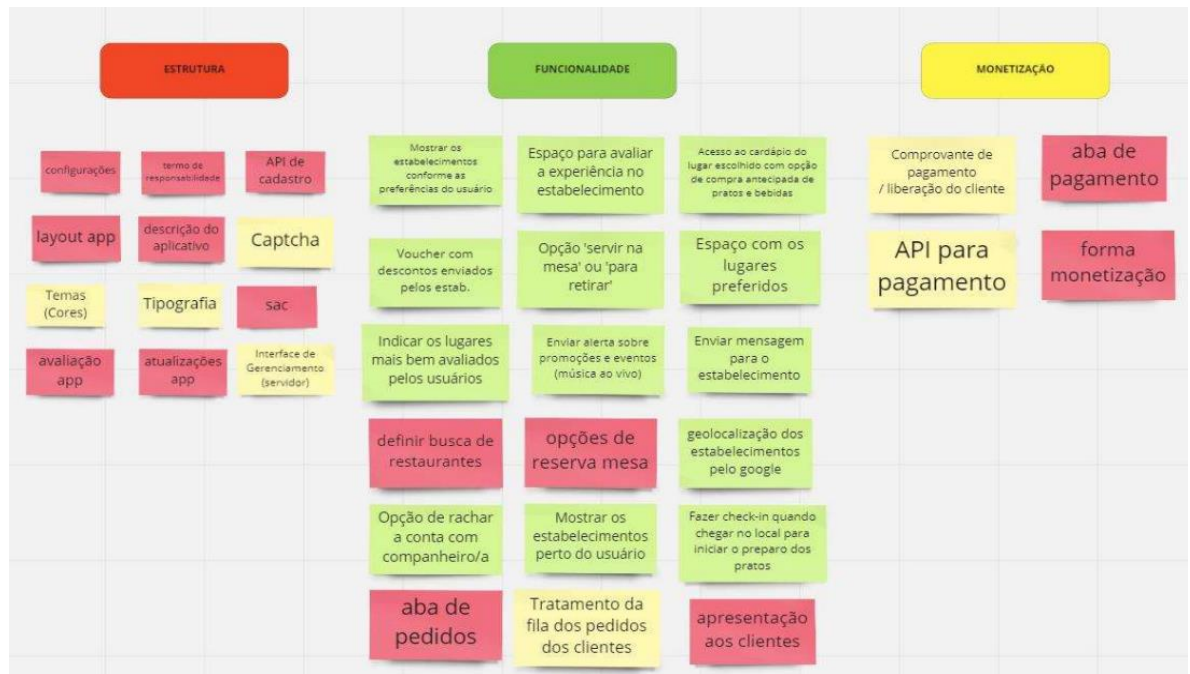 ESTRUTURA
FUNCIONALIDADE
MONETIZAÇÃO
configurações
termo de
responsabilidade
API de
cadastro
layout app
descrição do
aplicativo
Captcha
Temas
(Cores)
Tipografia
sac
avaliação
app
atualizações
app
Interface de
Gerenciamento
(servidor)
Mostrar os
estabelecimentos
conforme as
preferências do usuário
Espaço para avaliar
a experiência no
estabelecimento
Acesso ao cardápio do
lugar escolhido com opção
de compra antecipada de
pratos e bebidas
Voucher com
descontos enviados
pelos estab.
Opção 'servir na
mesa' ou 'para
retirar'
Espaço com os
lugares
preferidos
Indicar os lugares
mais bem avaliados
pelos usuários
Enviar alerta sobre
promoções e eventos
(música ao vivo)
Enviar mensagem
para o
estabelecimento
definir busca de
restaurantes
opções de
reserva mesa
geolocalização dos
estabelecimentos
pelo google
Opção de rachar
a conta com
companheiro/a
Mostrar os
estabelecimentos
perto do usuário
Fazer check-in quando
chegar no local para
iniciar o preparo dos
pratos
aba de
pedidos
Tratamento da
fila dos pedidos
dos clientes
apresentação
aos clientes
Comprovante de
pagamento
/ liberação do cliente
aba de
pagamento
API para
pagamento
forma
monetização